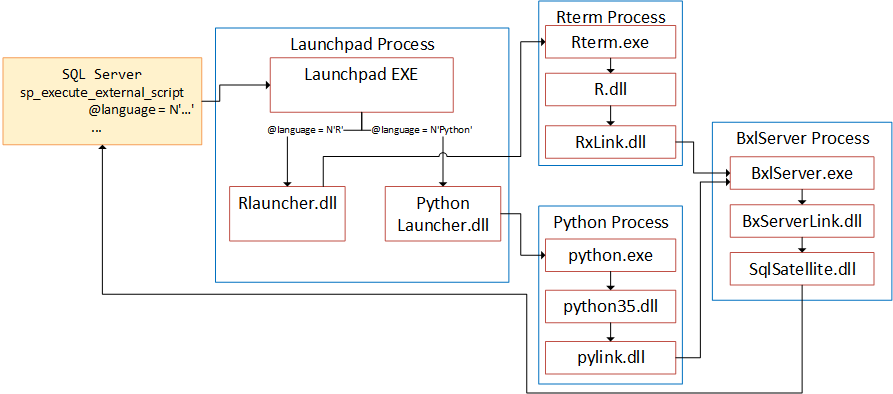 SQL Server
sp_execute_external_script
@language = N'...'
...
Launchpad Process
Launchpad EXE
@language = N'R'
@language = N'Python'
Rlauncher.dll
Python
Launcher.dll
Rterm Process
Rterm.exe
R.dll
RxLink.dll
Python Process
python.exe
python35.dll
pylink.dll
BxlServer Process
BxlServer.exe
BxServerLink.dll
SqlSatellite.dll